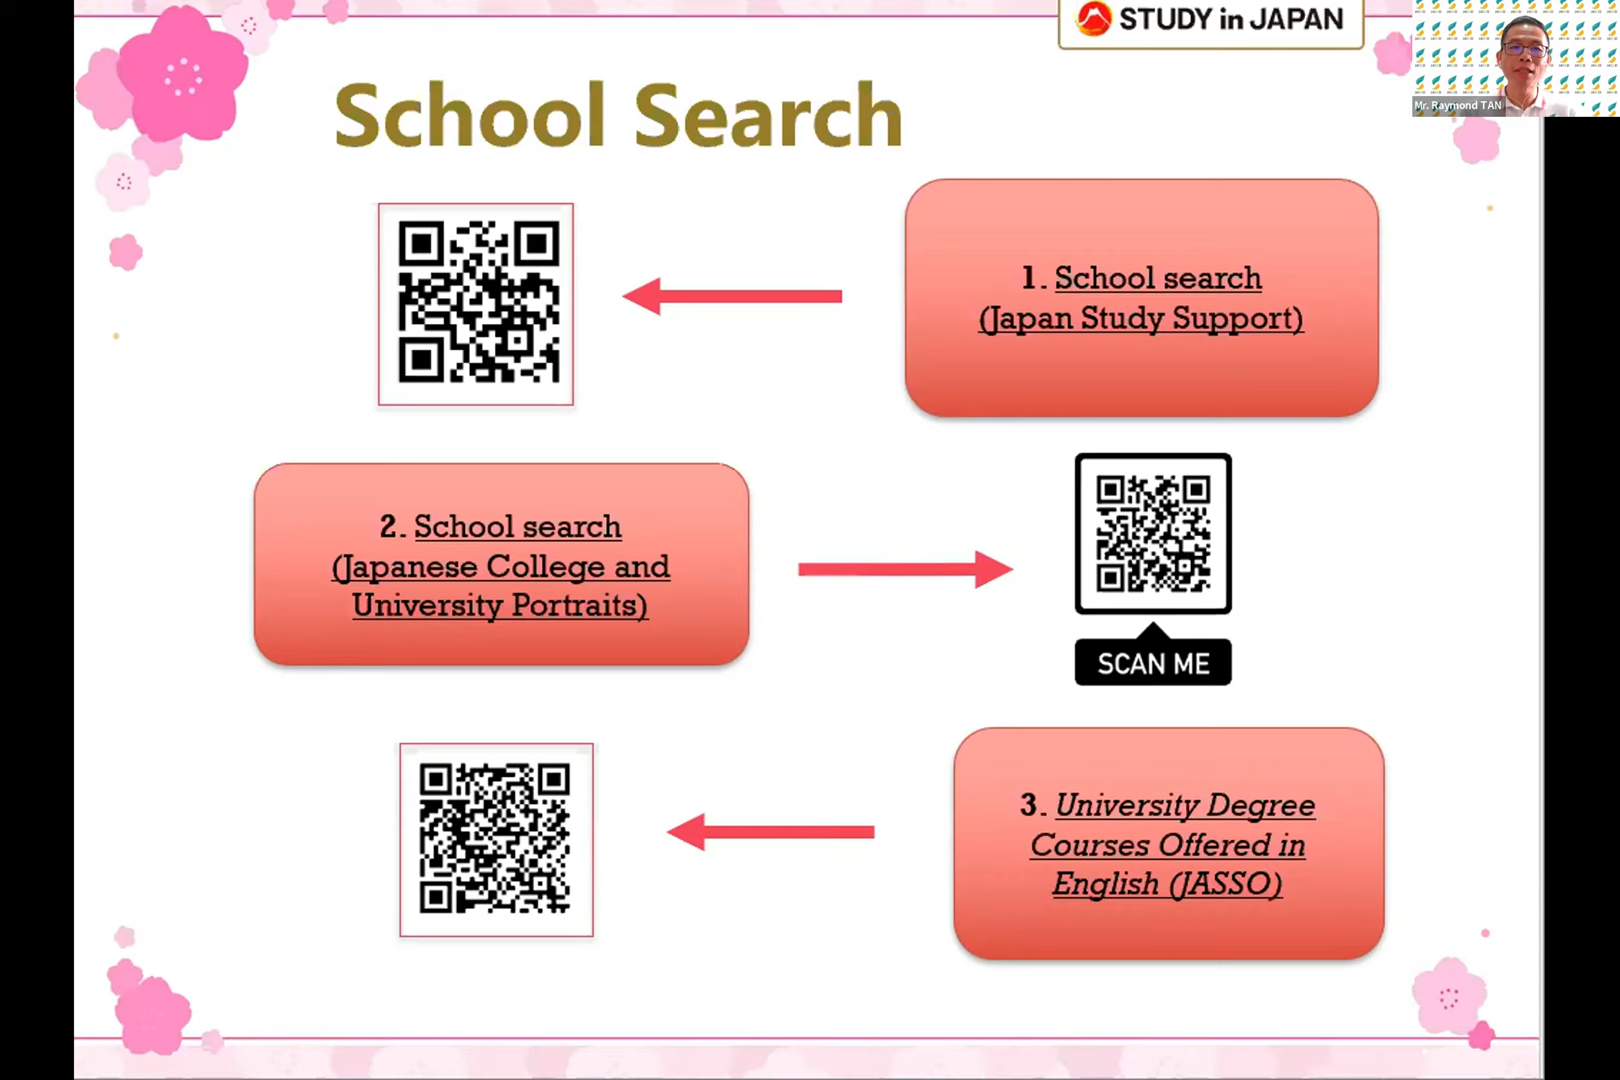 STUDY in JAPAN
Mr. Raymond TAN
School Search
1. School search
(Japan Study Support)
2. School search
(Japanese College and
University Portraits)
SCAN ME
3. University Degree
Courses Offered in
English (JASSO)